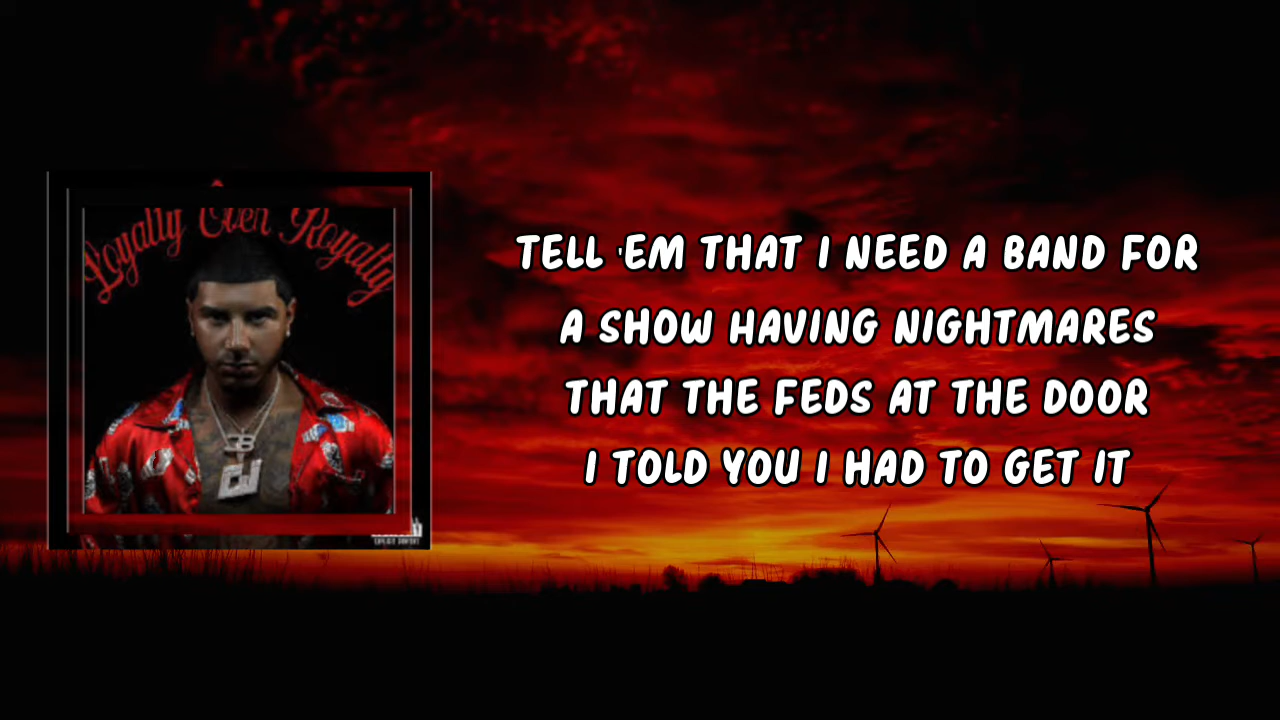 Loyalty Over Royalty
TELL 'EM THAT I NEED A BAND FOR
A SHOW HAVING NIGHTMARES
THAT THE FEDS AT THE DOOR
I TOLD YOU I HAD TO GET IT